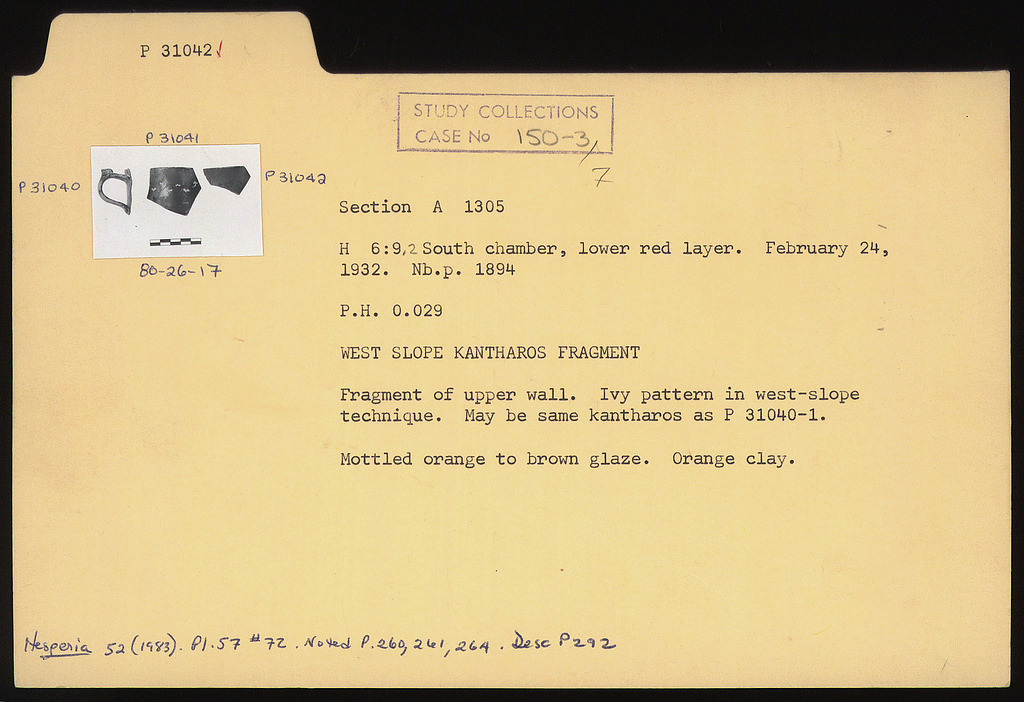 P 31042
STUDY COLLECTIONS
CASE No 150-3/7
P 31041
P 31040
P 31042
80-26-17
Section A 1305
H 6:9,2 South chamber, lower red layer. February 24,
1932. Nb.p. 1894
P.H. 0.029
WEST SLOPE KANTHAROS FRAGMENT
Fragment of upper wall. Ivy pattern in west-slope
technique. May be same kantharos as P 31040-1.
Mottled orange to brown glaze. Orange clay.
Hesperia 52 (1983). Pl. 57 #72. Noted P. 260, 261, 264. Desc P292